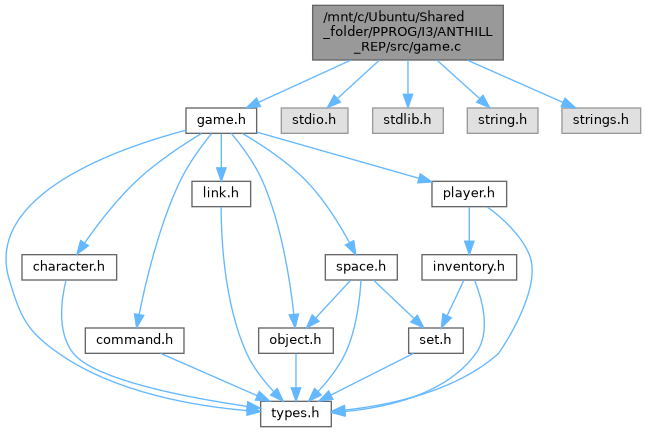 /mnt/c/Ubuntu/Shared
_folder/PPROG/I3/ANTHILL
_REP/src/game.c
game.h
stdio.h
stdlib.h
string.h
strings.h
link.h
player.h
character.h
space.h
inventory.h
command.h
object.h
set.h
types.h